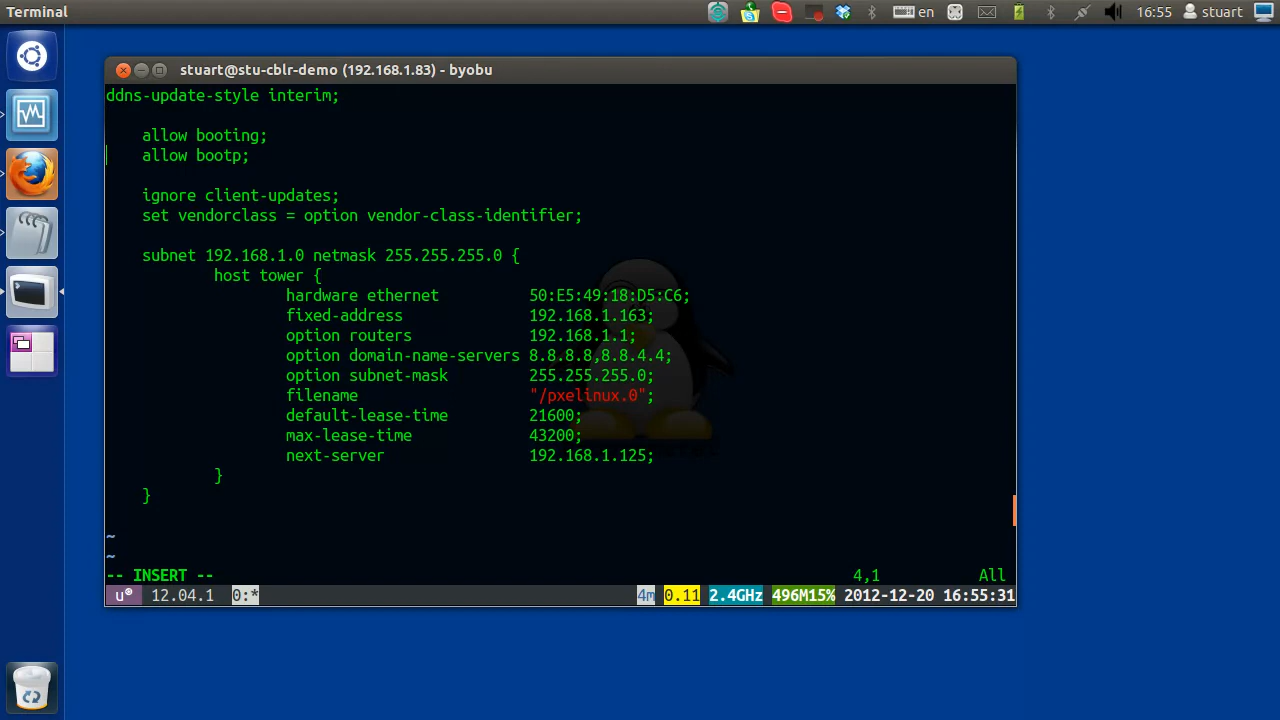 Terminal
en
16:55
stuart
stuart@stu-cblr-demo (192.168.1.83) - byobu
ddns-update-style interim;
allow booting;
allow bootp;
ignore client-updates;
set vendorclass = option vendor-class-identifier;
subnet 192.168.1.0 netmask 255.255.255.0 {
host tower {
hardware ethernet 50:E5:49:18:D5:C6;
fixed-address 192.168.1.163;
option routers 192.168.1.1;
option domain-name-servers 8.8.8.8,8.8.4.4;
option subnet-mask 255.255.255.0;
filename "/pxelinux.0";
default-lease-time 21600;
max-lease-time 43200;
next-server 192.168.1.125;
}
}
~
~
-- INSERT -- 4,1 All
u 12.04.1 0:* 4m 0.11 2.4GHz 496M15% 2012-12-20 16:55:31